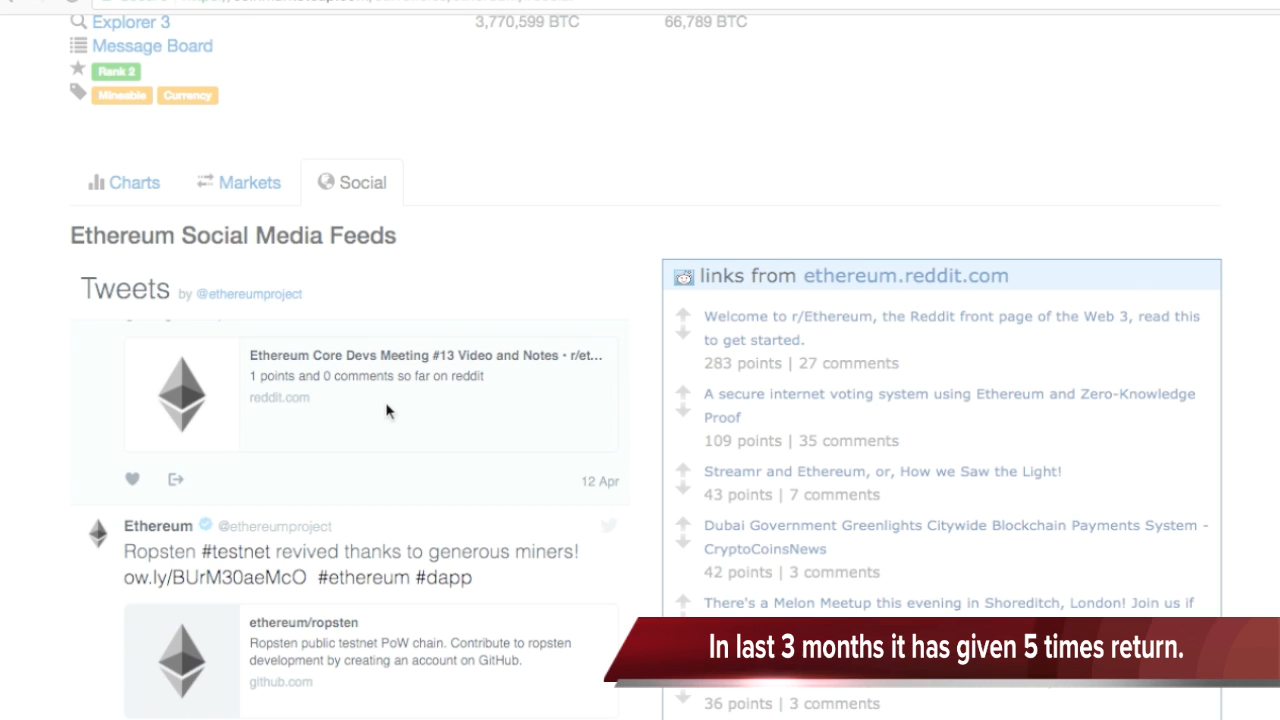 Explorer 3
3,770,599 BTC
66,789 BTC
Message Board
Rank 2
Mineable Currency
Charts
Markets
Social
Ethereum Social Media Feeds
Tweets by @ethereumproject
Ethereum Core Devs Meeting #13 Video and Notes • r/et...
1 points and 0 comments so far on reddit
reddit.com
12 Apr
Ethereum @ethereumproject
Ropsten #testnet revived thanks to generous miners!
ow.ly/BUrM30aeMcO #ethereum #dapp
ethereum/ropsten
Ropsten public testnet PoW chain. Contribute to ropsten
development by creating an account on GitHub.
github.com
links from ethereum.reddit.com
Welcome to r/Ethereum, the Reddit front page of the Web 3, read this
to get started.
283 points | 27 comments
A secure internet voting system using Ethereum and Zero-Knowledge
Proof
109 points | 35 comments
Streamr and Ethereum, or, How we Saw the Light!
43 points | 7 comments
Dubai Government Greenlights Citywide Blockchain Payments System -
CryptoCoinsNews
42 points | 3 comments
There's a Melon Meetup this evening in Shoreditch, London! Join us if
36 points | 3 comments
In last 3 months it has given 5 times return.